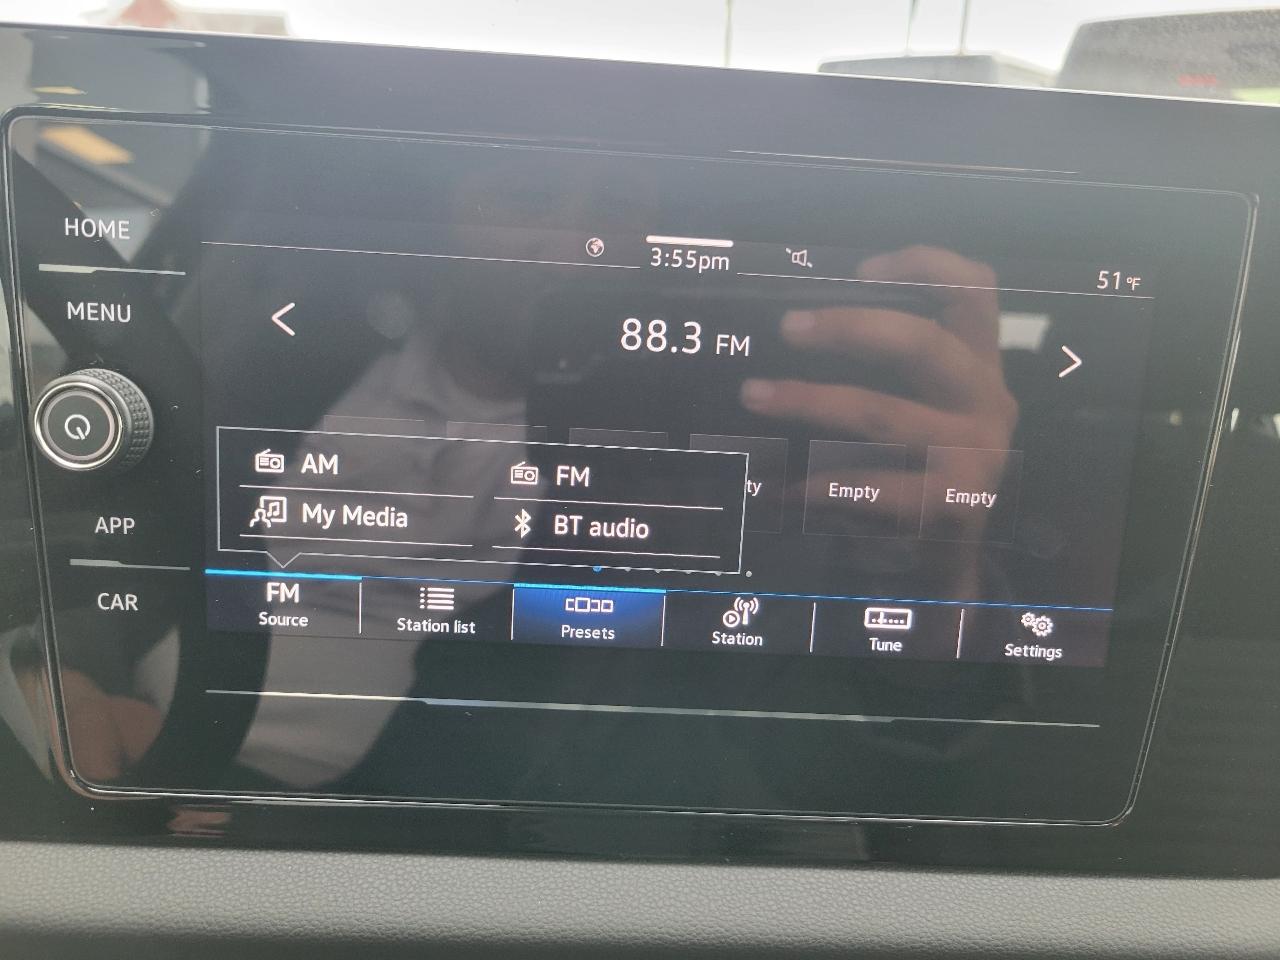 HOME
MENU
APP
CAR
3:55pm
51°F
88.3 FM
AM
FM
My Media
BT audio
ty
Empty
Empty
FM
Source
Station list
Presets
Station
Tune
Settings